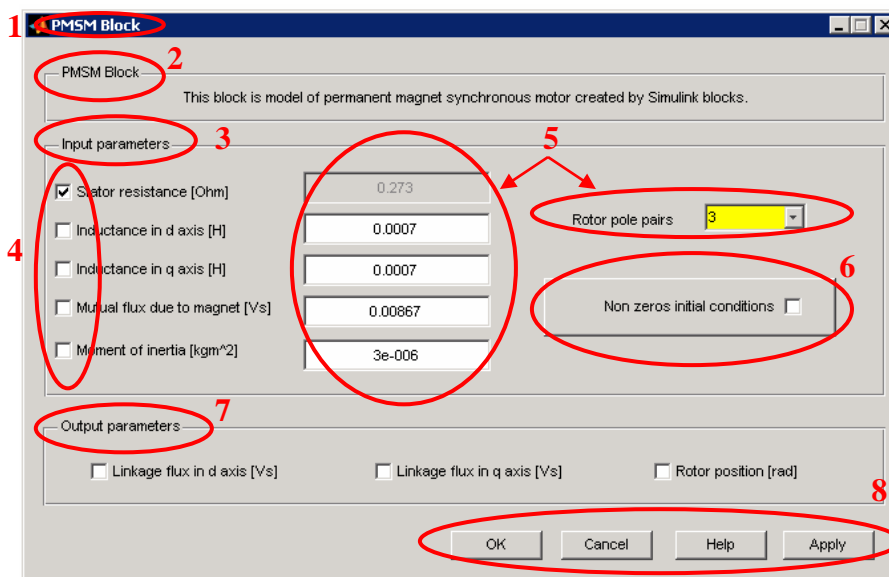 1 PMSM Block
PMSM Block 2
This block is model of permanent magnet synchronous motor created by Simulink blocks.
Input parameters 3
5
4
Stator resistance [Ohm] 0.273
Inductance in d axis [H] 0.0007
Inductance in q axis [H] 0.0007
Mutual flux due to magnet [Vs] 0.00867
Moment of inertia [kgm^2] 3e-006
Rotor pole pairs 3
6
Non zeros initial conditions
7
Output parameters
Linkage flux in d axis [Vs] Linkage flux in q axis [Vs] Rotor position [rad]
8
OK Cancel Help Apply